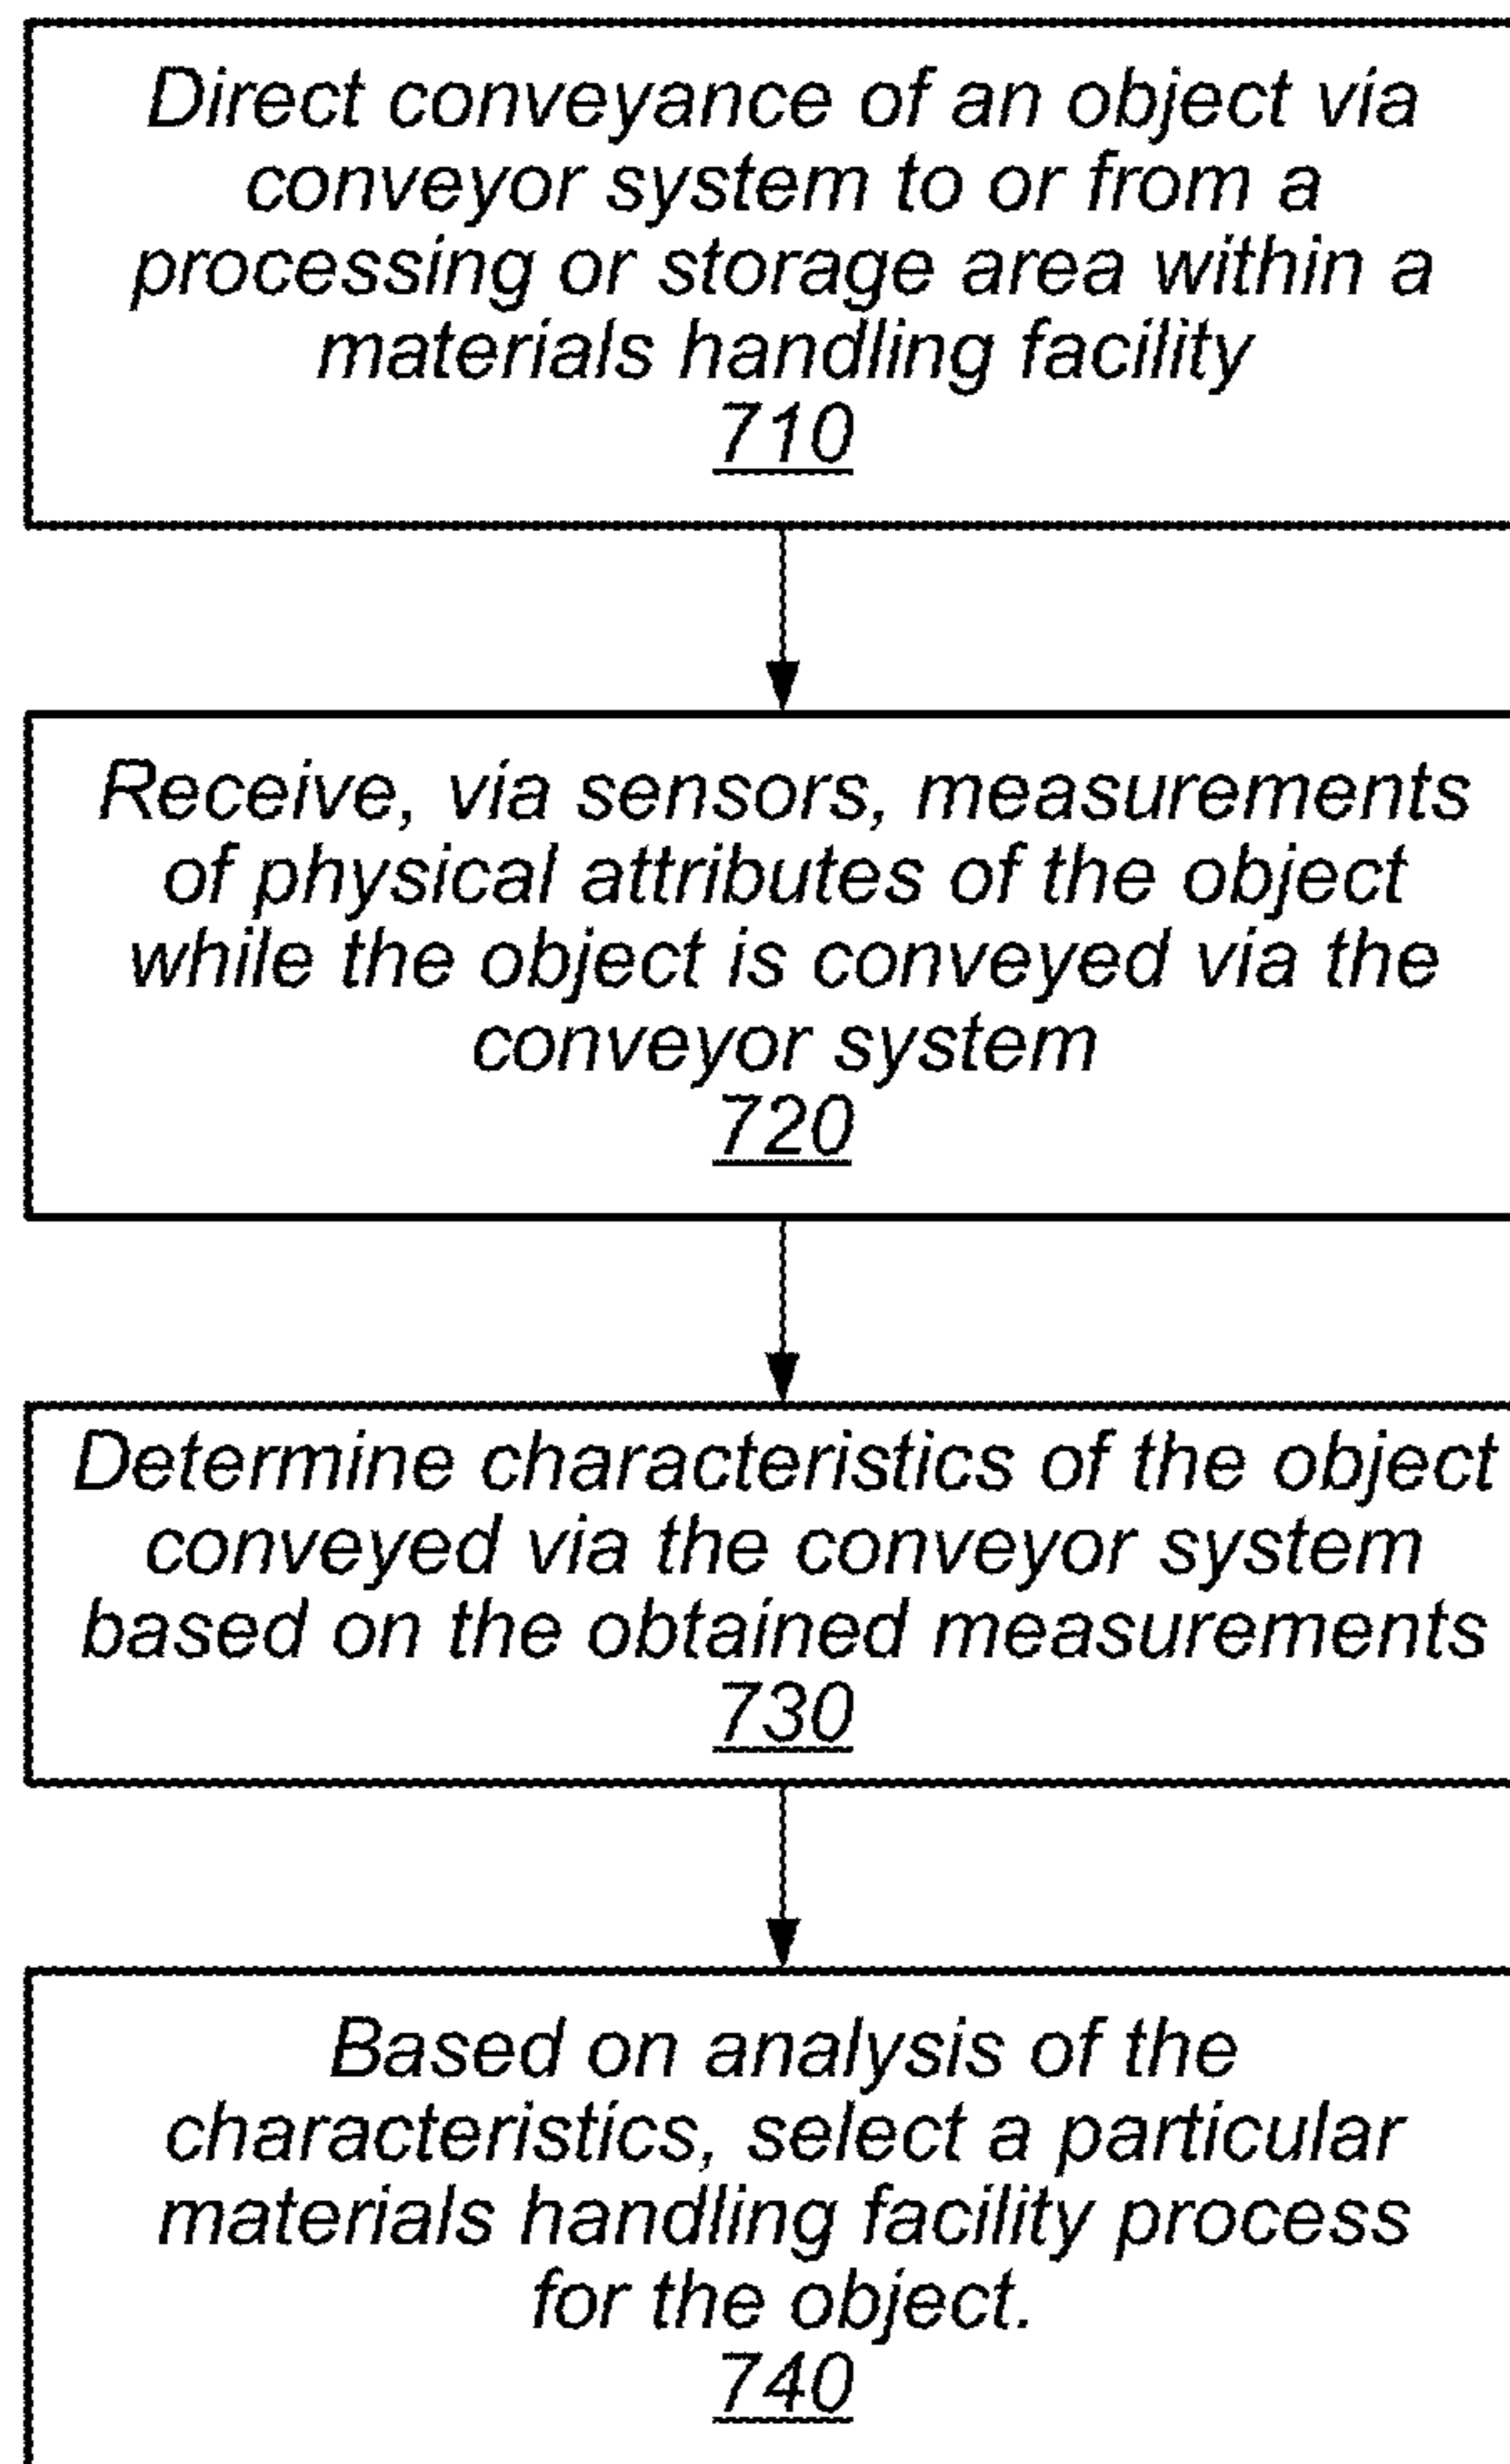 Direct conveyance of an object via
conveyor system to or from a
processing or storage area within a
materials handling facility
710
Receive, via sensors, measurements
of physical attributes of the object
while the object is conveyed via the
conveyor system
720
Determine characteristics of the object
conveyed via the conveyor system
based on the obtained measurements
730
Based on analysis of the
characteristics, select a particular
materials handling facility process
for the object.
740